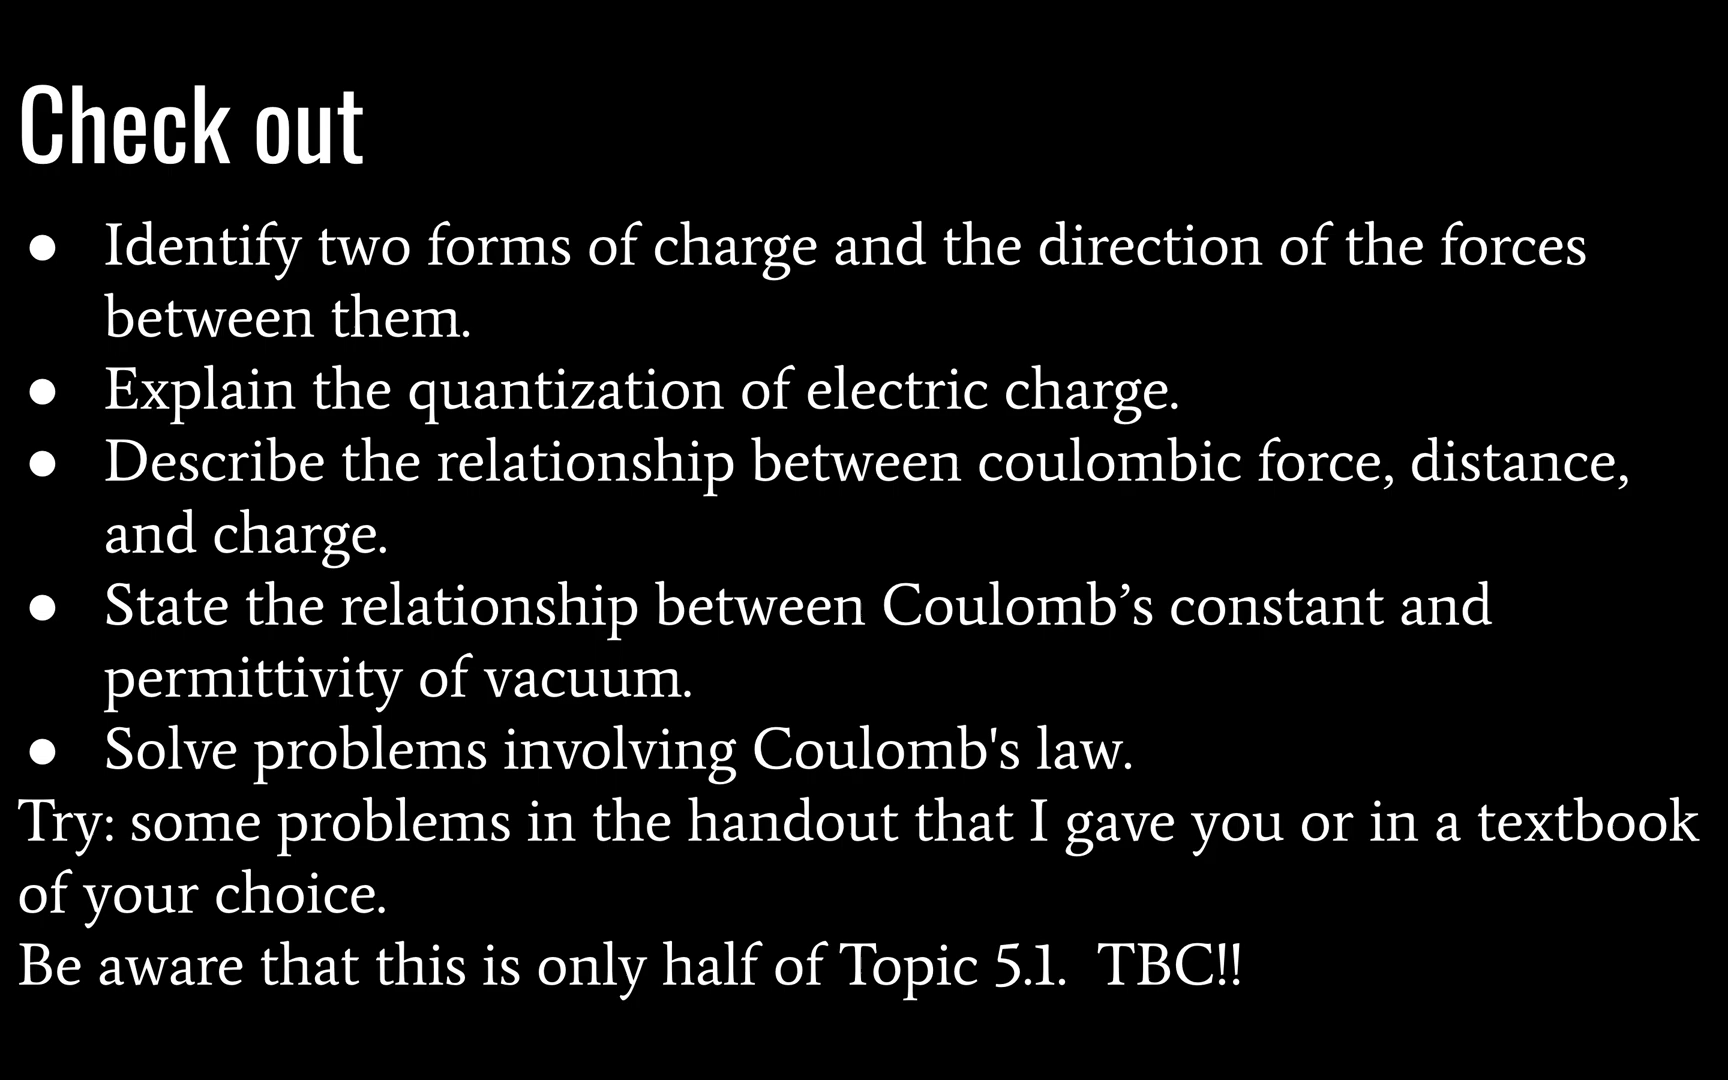 Check out
● Identify two forms of charge and the direction of the forces
between them.
● Explain the quantization of electric charge.
● Describe the relationship between coulombic force, distance,
and charge.
● State the relationship between Coulomb’s constant and
permittivity of vacuum.
● Solve problems involving Coulomb's law.
Try: some problems in the handout that I gave you or in a textbook
of your choice.
Be aware that this is only half of Topic 5.1.  TBC!!